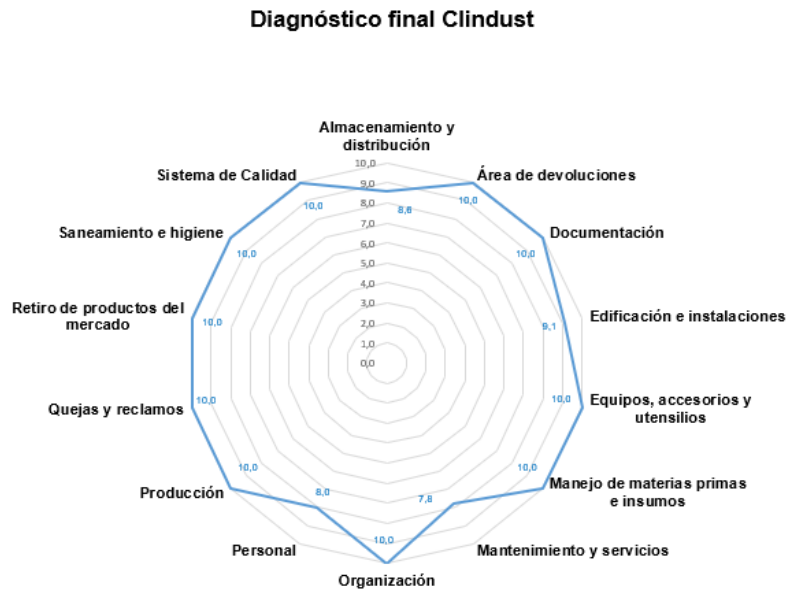 Diagnóstico final Clindust
Almacenamiento y
distribución
10,0
9,0
8,0
7,0
6,0
5,0
4,0
3,0
2,0
1,0
0,0
8,6
Área de devoluciones
10,0
Documentación
10,0
Edificación e instalaciones
9,1
Equipos, accesorios y
utensilios
10,0
Manejo de materias primas
e insumos
10,0
Mantenimiento y servicios
7,8
Organización
10,0
Personal
8,0
Producción
10,0
Quejas y reclamos
10,0
Retiro de productos del
mercado
10,0
Saneamiento e higiene
10,0
Sistema de Calidad
10,0